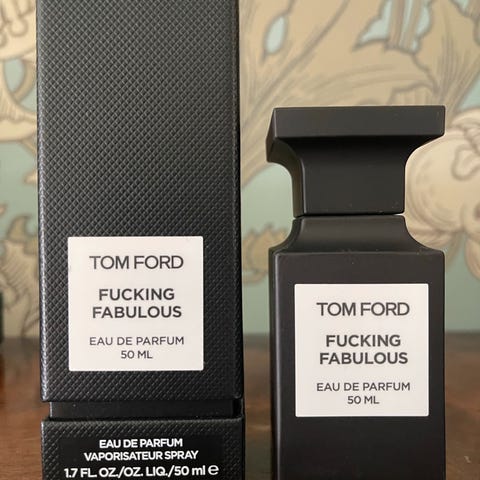 TOM FORD
FUCKING
FABULOUS
EAU DE PARFUM
50 ML
EAU DE PARFUM
VAPORISATEUR SPRAY
1.7 FL. OZ./OZ. LIQ./50 ml e
TOM FORD
FUCKING
FABULOUS
EAU DE PARFUM
50 ML